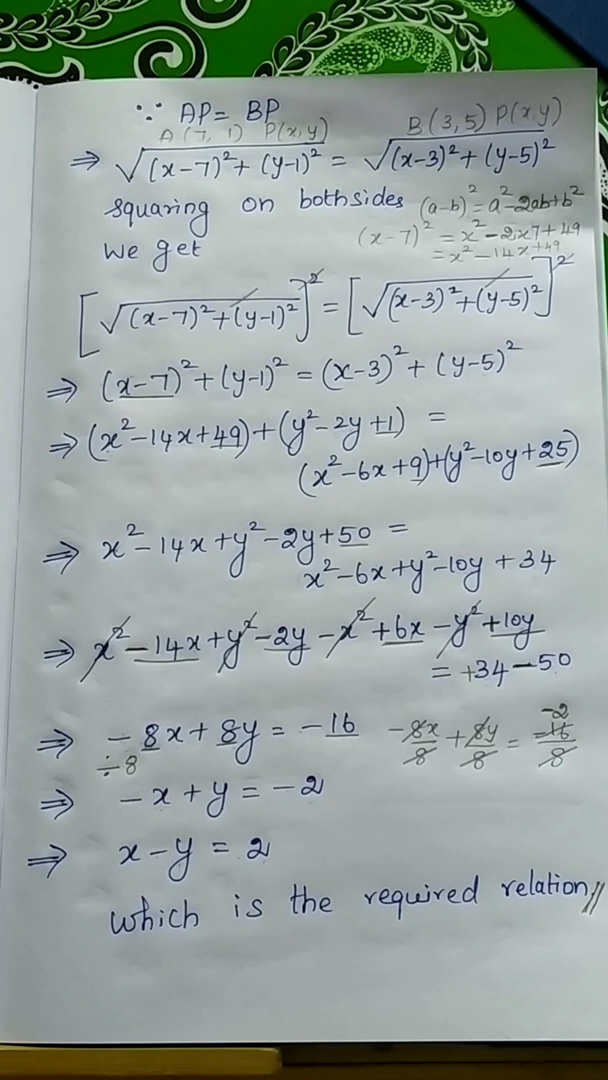 ∵ AP = BP
A(7, 1) P(x, y) B(3, 5) P(x, y)
⇒ √(x-7)² + (y-1)² = √(x-3)² + (y-5)²
squaring on bothsides (a-b)² = a² - 2ab + b²
we get (x-7)² = x² - 2x7 + 49
= x² - 14x + 49
[√(x-7)² + (y-1)²]² = [√(x-3)² + (y-5)²]²
⇒ (x-7)² + (y-1)² = (x-3)² + (y-5)²
⇒ (x² - 14x + 49) + (y² - 2y + 1) =
(x² - 6x + 9) + (y² - 10y + 25)
⇒ x² - 14x + y² - 2y + 50 =
x² - 6x + y² - 10y + 34
⇒ x² - 14x + y² - 2y - x² + 6x - y² + 10y
= +34 - 50
⇒ -8x + 8y = -16 -8x/8 + 8y/8 = -16/8 -2
÷8
⇒ -x + y = -2
⇒ x - y = 2
which is the required relation //